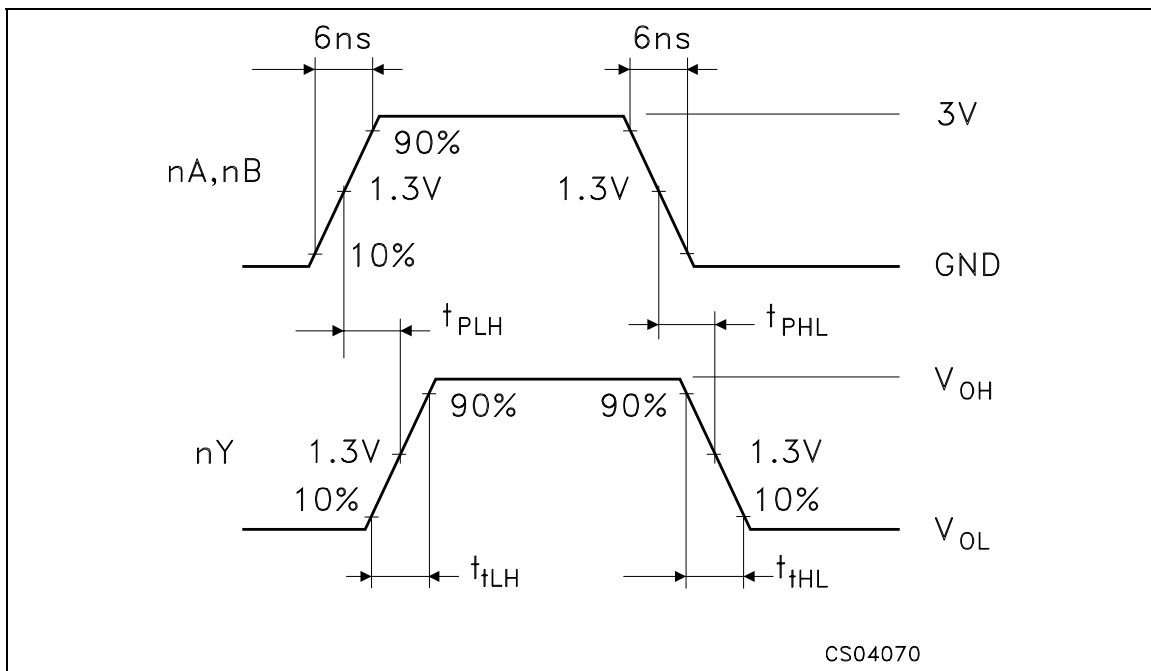 6ns 6ns
3V
90%
nA,nB 1.3V 1.3V
10%
GND
tPLH tPHL
VOH
90% 90%
nY 1.3V 1.3V
10% 10%
VOL
ttLH ttHL
CS04070